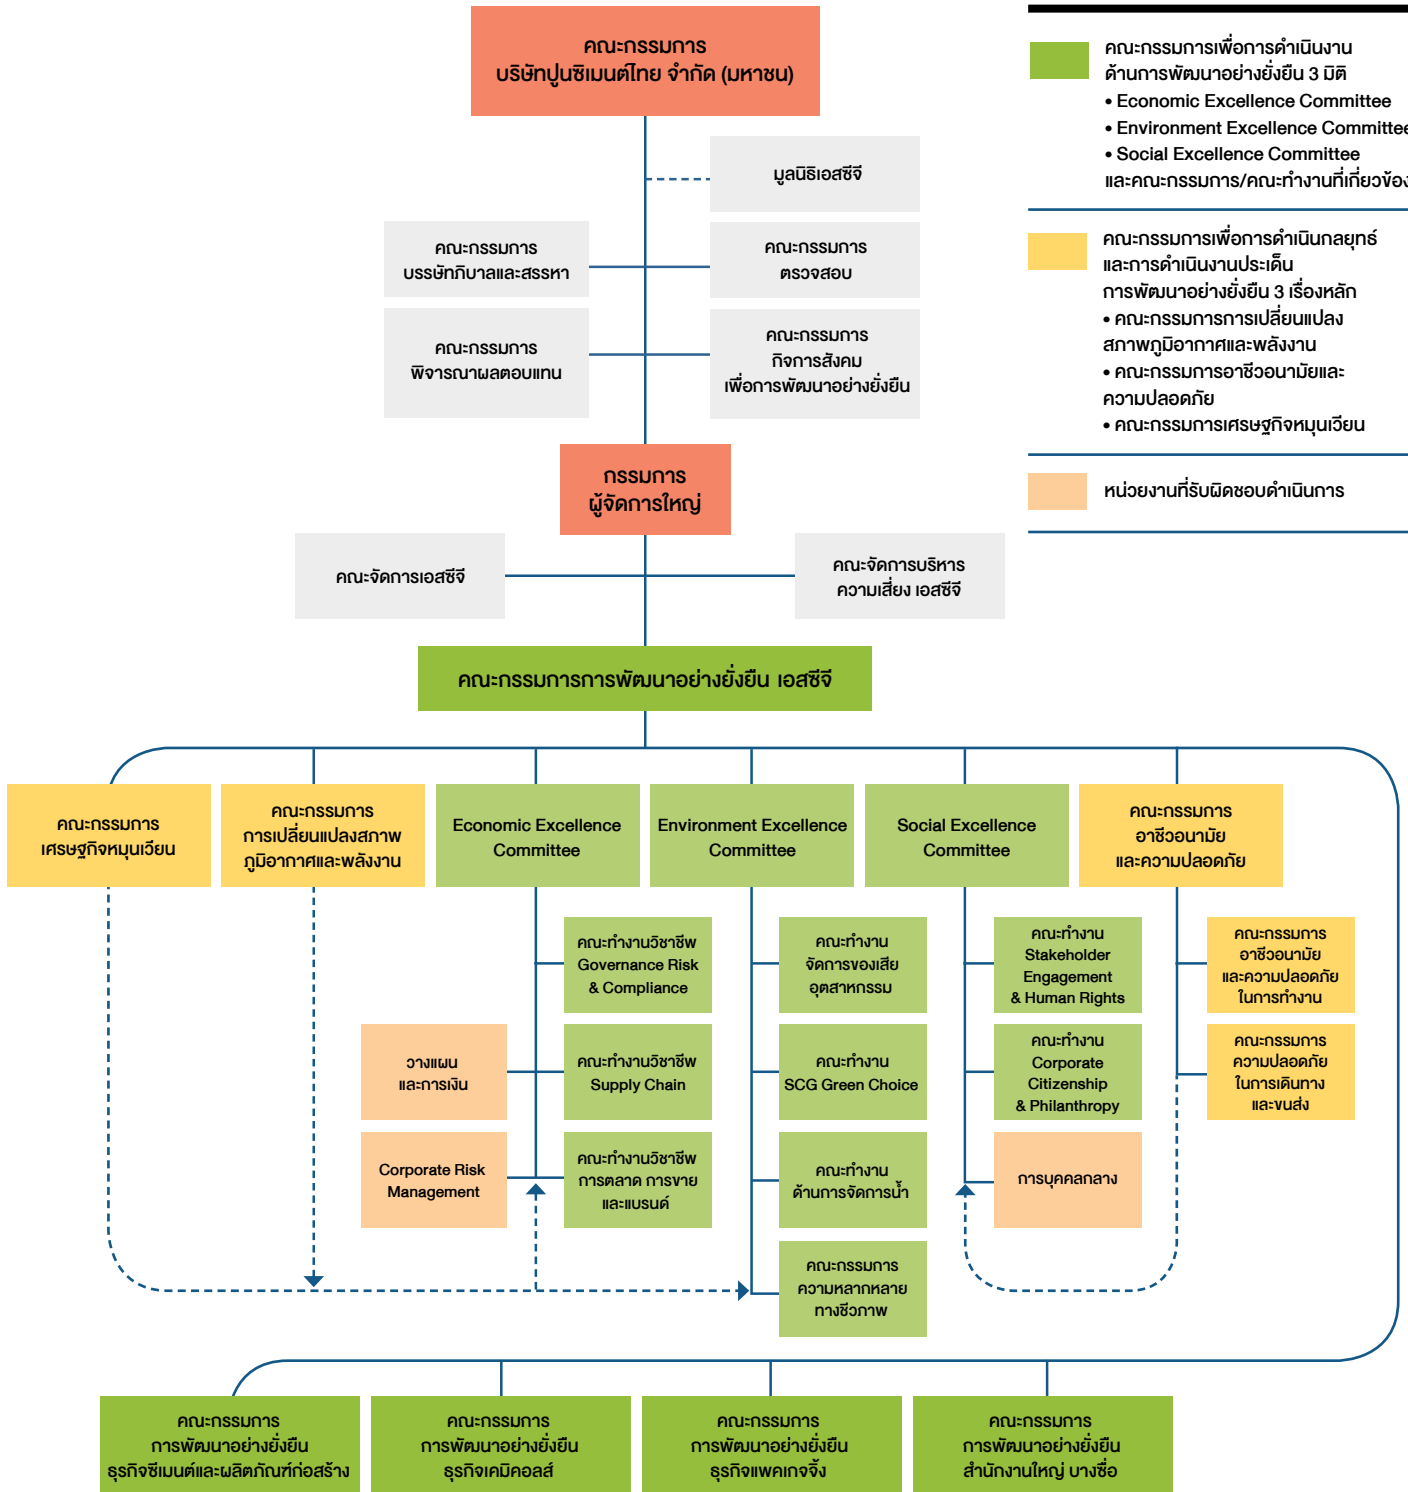 คณะกรรมการ
บริษัทปูนซิเมนต์ไทย จำกัด (มหาชน)
มูลนิธิเอสซีจี
คณะกรรมการ
บรรษัทภิบาลและสรรหา
คณะกรรมการ
ตรวจสอบ
คณะกรรมการ
พิจารณาผลตอบแทน
คณะกรรมการ
กิจการสังคม
เพื่อการพัฒนาอย่างยั่งยืน
กรรมการ
ผู้จัดการใหญ่
คณะจัดการเอสซีจี
คณะจัดการบริหาร
ความเสี่ยง เอสซีจี
คณะกรรมการเพื่อการดำเนินงาน
ด้านการพัฒนาอย่างยั่งยืน 3 มิติ
• Economic Excellence Committee
• Environment Excellence Committee
• Social Excellence Committee
และคณะกรรมการ/คณะทำงานที่เกี่ยวข้อง
คณะกรรมการเพื่อการดำเนินกลยุทธ์
และการดำเนินงานประเด็น
การพัฒนาอย่างยั่งยืน 3 เรื่องหลัก
• คณะกรรมการการเปลี่ยนแปลง
สภาพภูมิอากาศและพลังงาน
• คณะกรรมการอาชีวอนามัยและ
ความปลอดภัย
• คณะกรรมการเศรษฐกิจหมุนเวียน
หน่วยงานที่รับผิดชอบดำเนินการ
คณะกรรมการการพัฒนาอย่างยั่งยืน เอสซีจี
คณะกรรมการ
เศรษฐกิจหมุนเวียน
คณะกรรมการ
การเปลี่ยนแปลงสภาพ
ภูมิอากาศและพลังงาน
Economic Excellence
Committee
Environment Excellence
Committee
Social Excellence
Committee
คณะกรรมการ
อาชีวอนามัย
และความปลอดภัย
คณะทำงานวิชาชีพ
Governance Risk
& Compliance
วางแผน
และการเงิน
คณะทำงานวิชาชีพ
Supply Chain
Corporate Risk
Management
คณะทำงานวิชาชีพ
การตลาด การขาย
และแบรนด์
คณะทำงาน
จัดการของเสีย
อุตสาหกรรม
คณะทำงาน
SCG Green Choice
คณะทำงาน
ด้านการจัดการน้ำ
คณะกรรมการ
ความหลากหลาย
ทางชีวภาพ
คณะทำงาน
Stakeholder
Engagement
& Human Rights
คณะทำงาน
Corporate
Citizenship
& Philanthropy
การบุคคลกลาง
คณะกรรมการ
อาชีวอนามัย
และความปลอดภัย
ในการทำงาน
คณะกรรมการ
ความปลอดภัย
ในการเดินทาง
และขนส่ง
คณะกรรมการ
การพัฒนาอย่างยั่งยืน
ธุรกิจซีเมนต์และผลิตภัณฑ์ก่อสร้าง
คณะกรรมการ
การพัฒนาอย่างยั่งยืน
ธุรกิจเคมิคอลส์
คณะกรรมการ
การพัฒนาอย่างยั่งยืน
ธุรกิจแพคเกจจิ้ง
คณะกรรมการ
การพัฒนาอย่างยั่งยืน
สำนักงานใหญ่ บางซื่อ